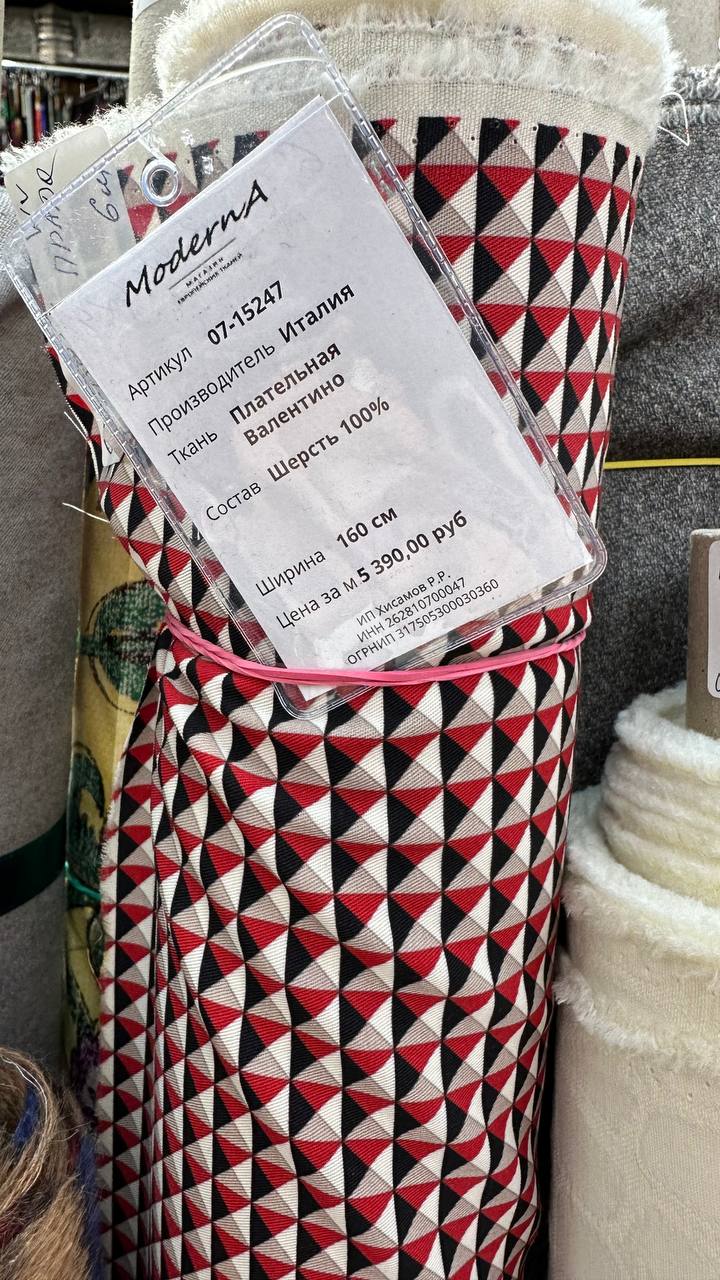 ModernA
МАГАЗИН
ЕВРОПЕЙСКИХ ТКАНЕЙ
Артикул 07-15247
Производитель Италия
Ткань Плательная
Валентино
Состав Шерсть 100%
Ширина 160 см
Цена за м 5 390,00 руб
ИП Хисамов Р.Р.
ИНН 262810700047
ОГРНИП 317505300030360